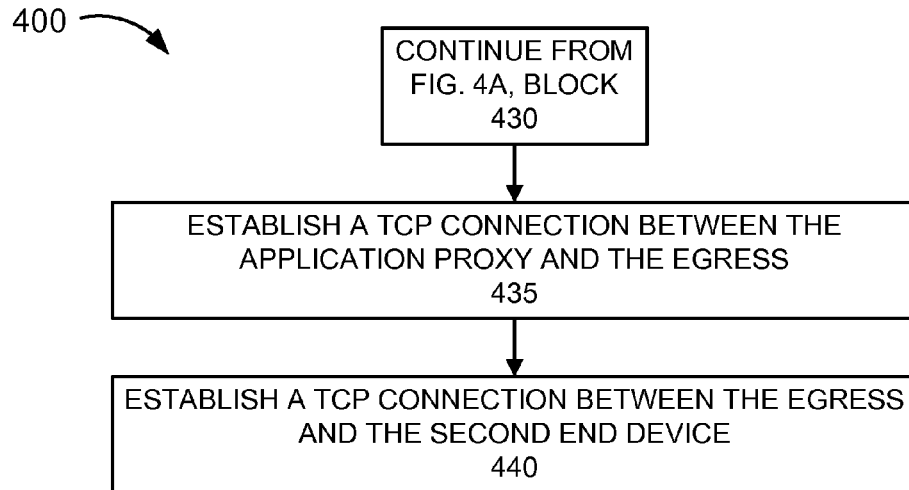 400
CONTINUE FROM
FIG. 4A, BLOCK
430
ESTABLISH A TCP CONNECTION BETWEEN THE
APPLICATION PROXY AND THE EGRESS
435
ESTABLISH A TCP CONNECTION BETWEEN THE EGRESS
AND THE SECOND END DEVICE
440